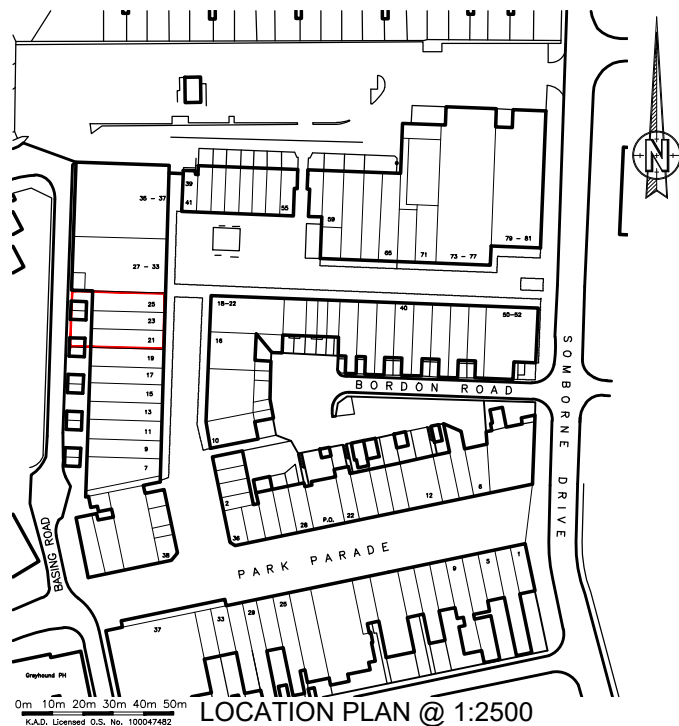 N
39
41
55
35 - 37
59
65
71
73 - 77
79 - 81
27 - 33
25
23
21
19
17
15
13
11
9
7
18-22
40
50-52
16
10
BORDON ROAD
SOMBORNE DRIVE
2
36
28
P.O.
22
12
6
38
PARK PARADE
BASING ROAD
37
33
29
25
9
3
1
Greyhound PH
0m 10m 20m 30m 40m 50m
K.A.D. Licensed O.S. No. 100047482
LOCATION PLAN @ 1:2500